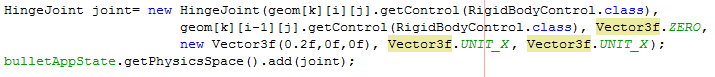 HingeJoint joint= new HingeJoint(geom[k][i][j].getControl(RigidBodyControl.class),
geom[k][i-1][j].getControl(RigidBodyControl.class), Vector3f.ZERO,
new Vector3f(0.2f,0f,0f), Vector3f.UNIT_X, Vector3f.UNIT_X);
bulletAppState.getPhysicsSpace().add(joint);